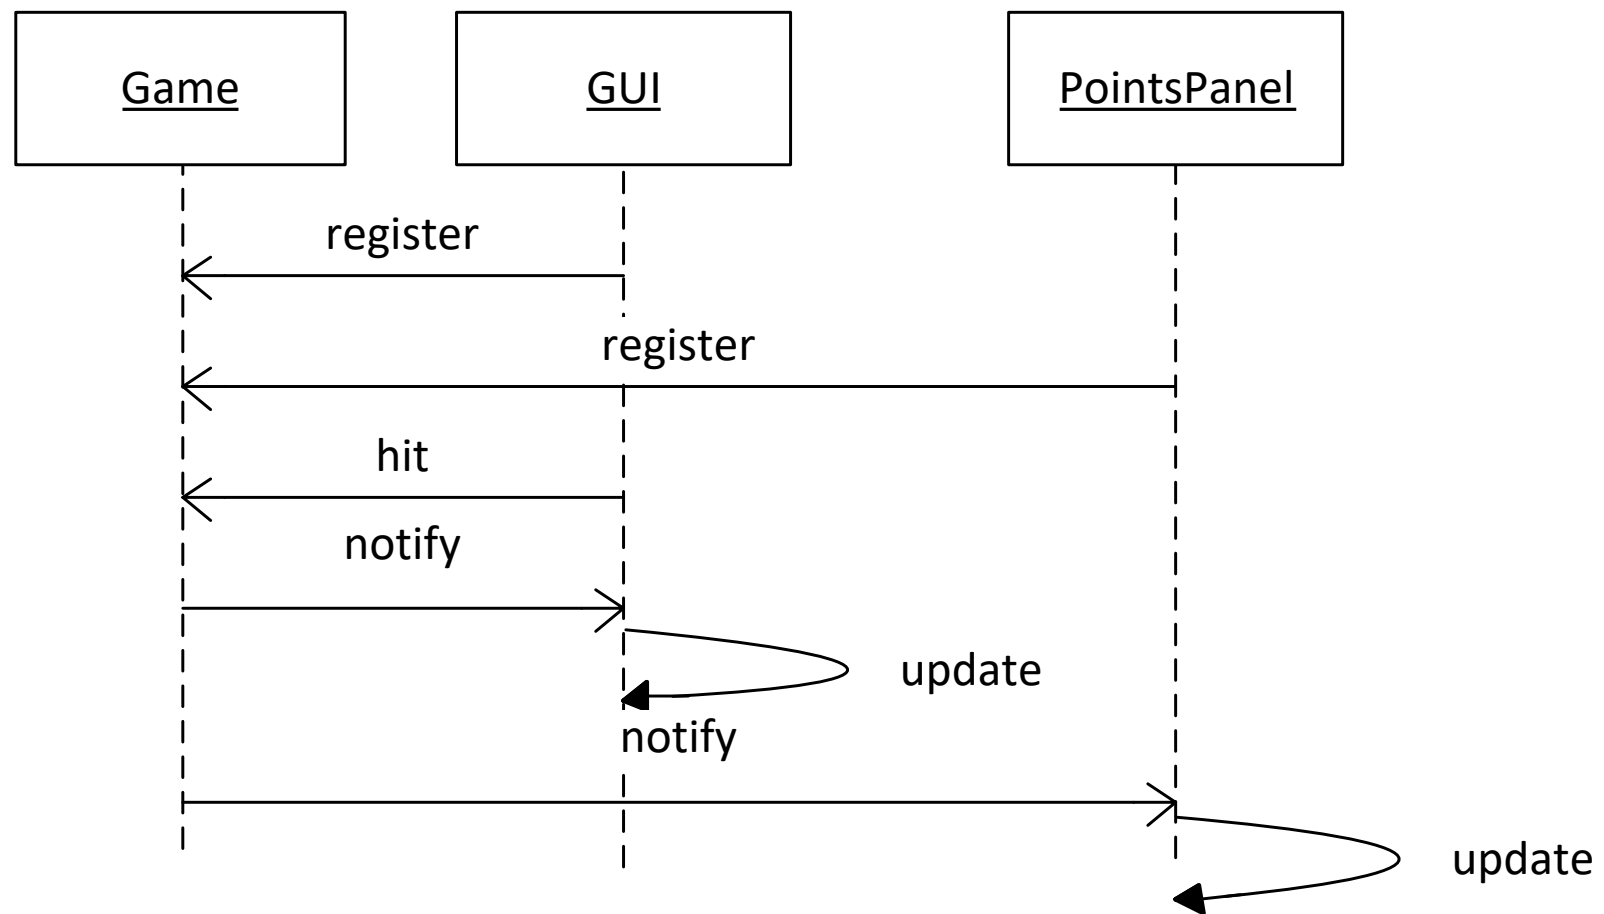 Game
GUI
PointsPanel
register
register
hit
notify
update
notify
update